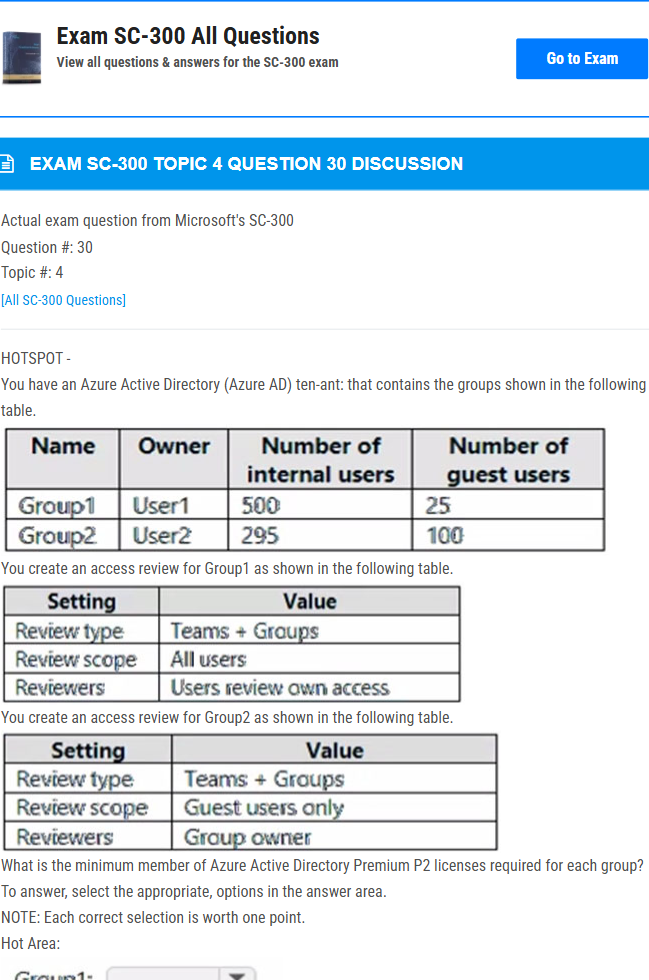 Exam SC-300 All Questions
View all questions & answers for the SC-300 exam
Go to Exam
EXAM SC-300 TOPIC 4 QUESTION 30 DISCUSSION
Actual exam question from Microsoft's SC-300
Question #: 30
Topic #: 4
[All SC-300 Questions]
HOTSPOT -
You have an Azure Active Directory (Azure AD) ten-ant: that contains the groups shown in the following
table.
Name Owner Number of internal users Number of guest users
Group1 User1 500 25
Group2 User2 295 100
You create an access review for Group1 as shown in the following table.
Setting Value
Review type Teams + Groups
Review scope All users
Reviewers Users review own access
You create an access review for Group2 as shown in the following table.
Setting Value
Review type Teams + Groups
Review scope Guest users only
Reviewers Group owner
What is the minimum member of Azure Active Directory Premium P2 licenses required for each group?
To answer, select the appropriate, options in the answer area.
NOTE: Each correct selection is worth one point.
Hot Area:
Group1: